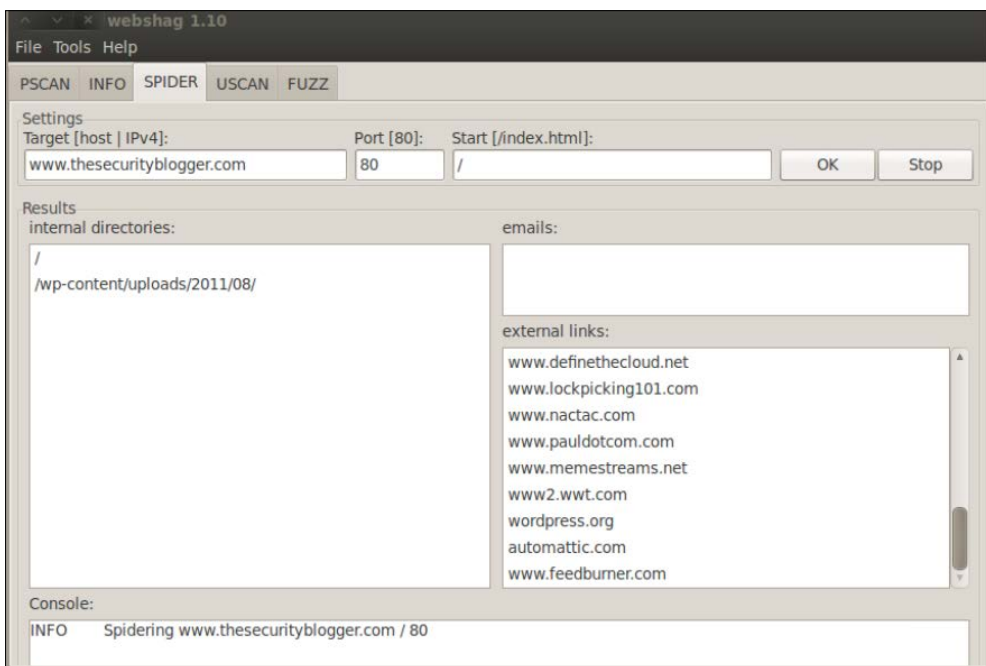 webshag 1.10
File Tools Help
PSCAN INFO SPIDER USCAN FUZZ
Settings
Target [host | IPv4]: Port [80]: Start [/index.html]:
www.thesecurityblogger.com 80 / OK Stop
Results
internal directories:
/
/wp-content/uploads/2011/08/
emails:
external links:
www.definethecloud.net
www.lockpicking101.com
www.nactac.com
www.pauldotcom.com
www.memestreams.net
www2.wwt.com
wordpress.org
automattic.com
www.feedburner.com
Console:
INFO Spidering www.thesecurityblogger.com / 80